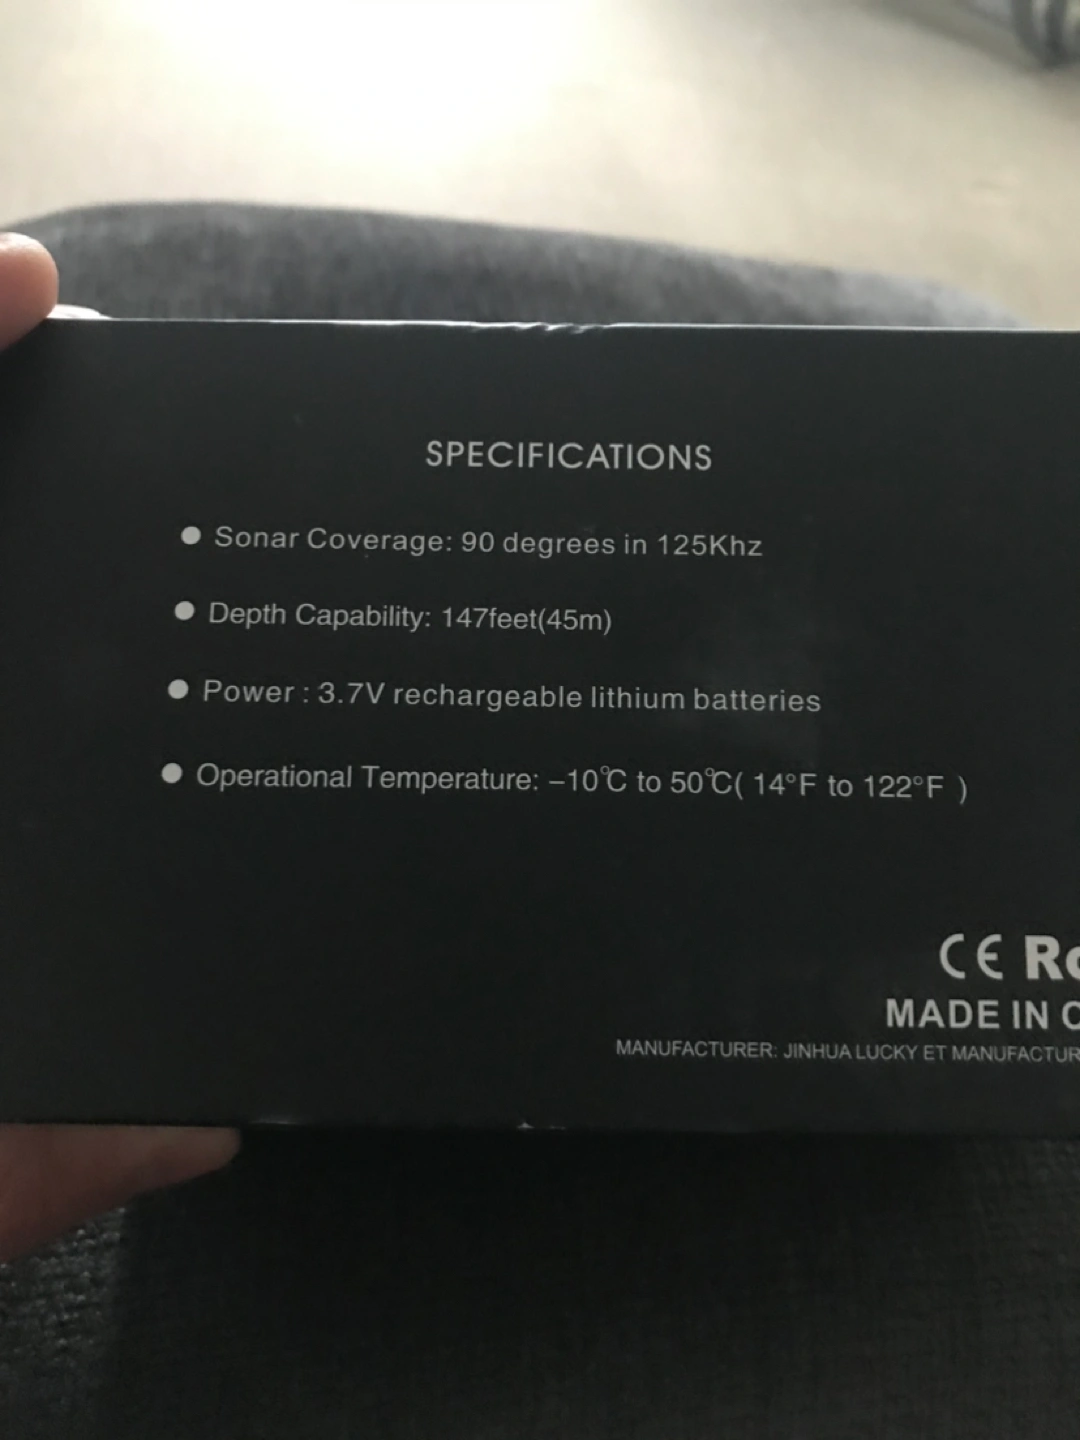 SPECIFICATIONS
● Sonar Coverage: 90 degrees in 125Khz
● Depth Capability: 147feet(45m)
● Power : 3.7V rechargeable lithium batteries
● Operational Temperature: –10℃ to 50℃( 14°F to 122°F )
CE
MADE IN
MANUFACTURER: JINHUA LUCKY ET